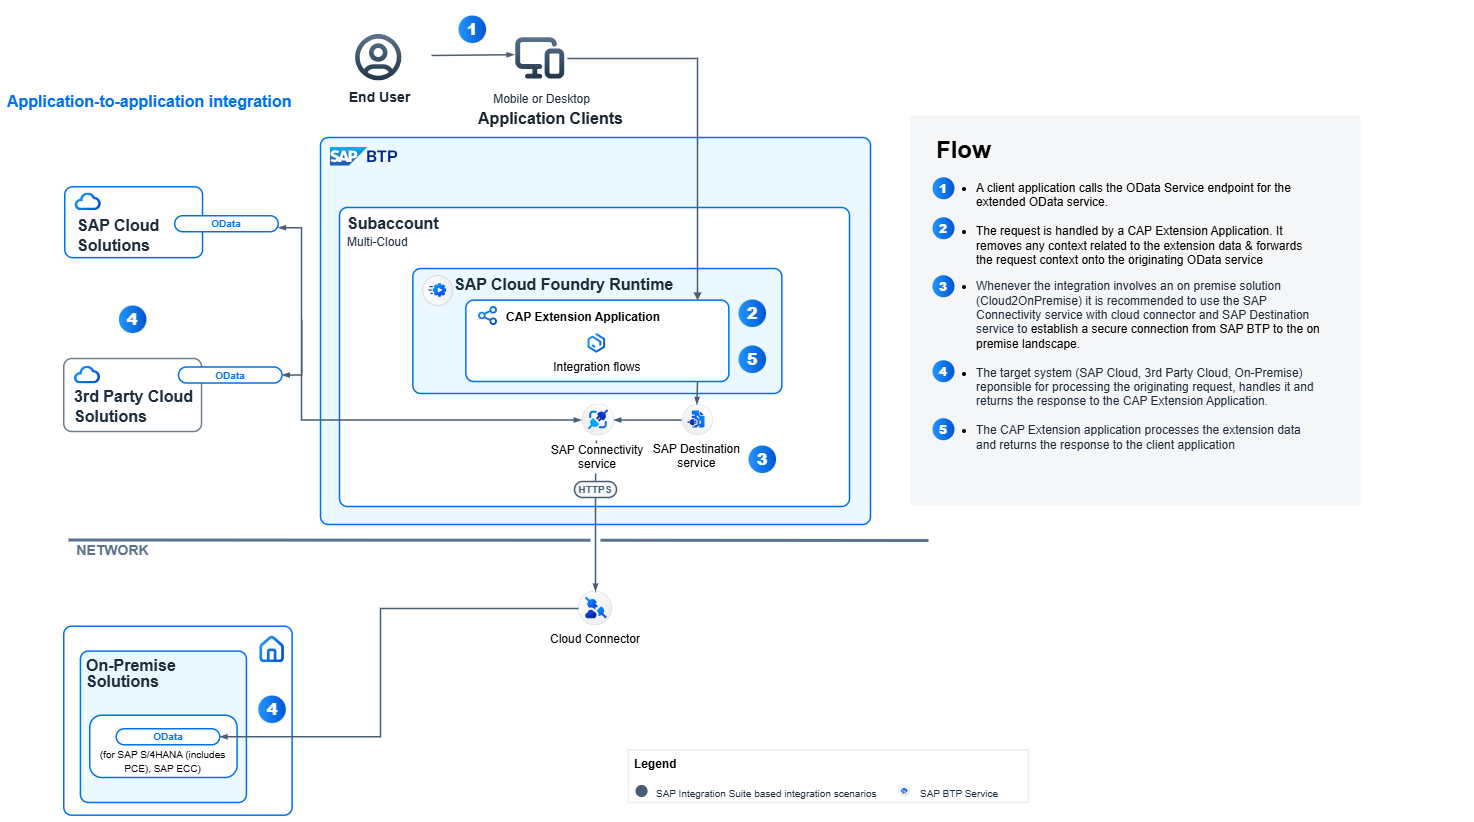 1
End User
Mobile or Desktop
Application Clients
Application-to-application integration
SAP BTP
Subaccount
Multi-Cloud
SAP Cloud Foundry Runtime
CAP Extension Application
Integration flows
2
5
SAP Cloud
Solutions
OData
4
3rd Party Cloud
Solutions
OData
SAP Connectivity
service
SAP Destination
service
3
HTTPS
NETWORK
Cloud Connector
On-Premise
Solutions
4
OData
(for SAP S/4HANA (includes
PCE), SAP ECC)
Flow
1 • A client application calls the OData Service endpoint for the
extended OData service.
2 • The request is handled by a CAP Extension Application. It
removes any context related to the extension data & forwards
the request context onto the originating OData service
3 • Whenever the integration involves an on premise solution
(Cloud2OnPremise) it is recommended to use the SAP
Connectivity service with cloud connector and SAP Destination
service to establish a secure connection from SAP BTP to the on
premise landscape.
4 • The target system (SAP Cloud, 3rd Party Cloud, On-Premise)
reponsible for processing the originating request, handles it and
returns the response to the CAP Extension Application.
5 • The CAP Extension application processes the extension data
and returns the response to the client application
Legend
SAP Integration Suite based integration scenarios
SAP BTP Service